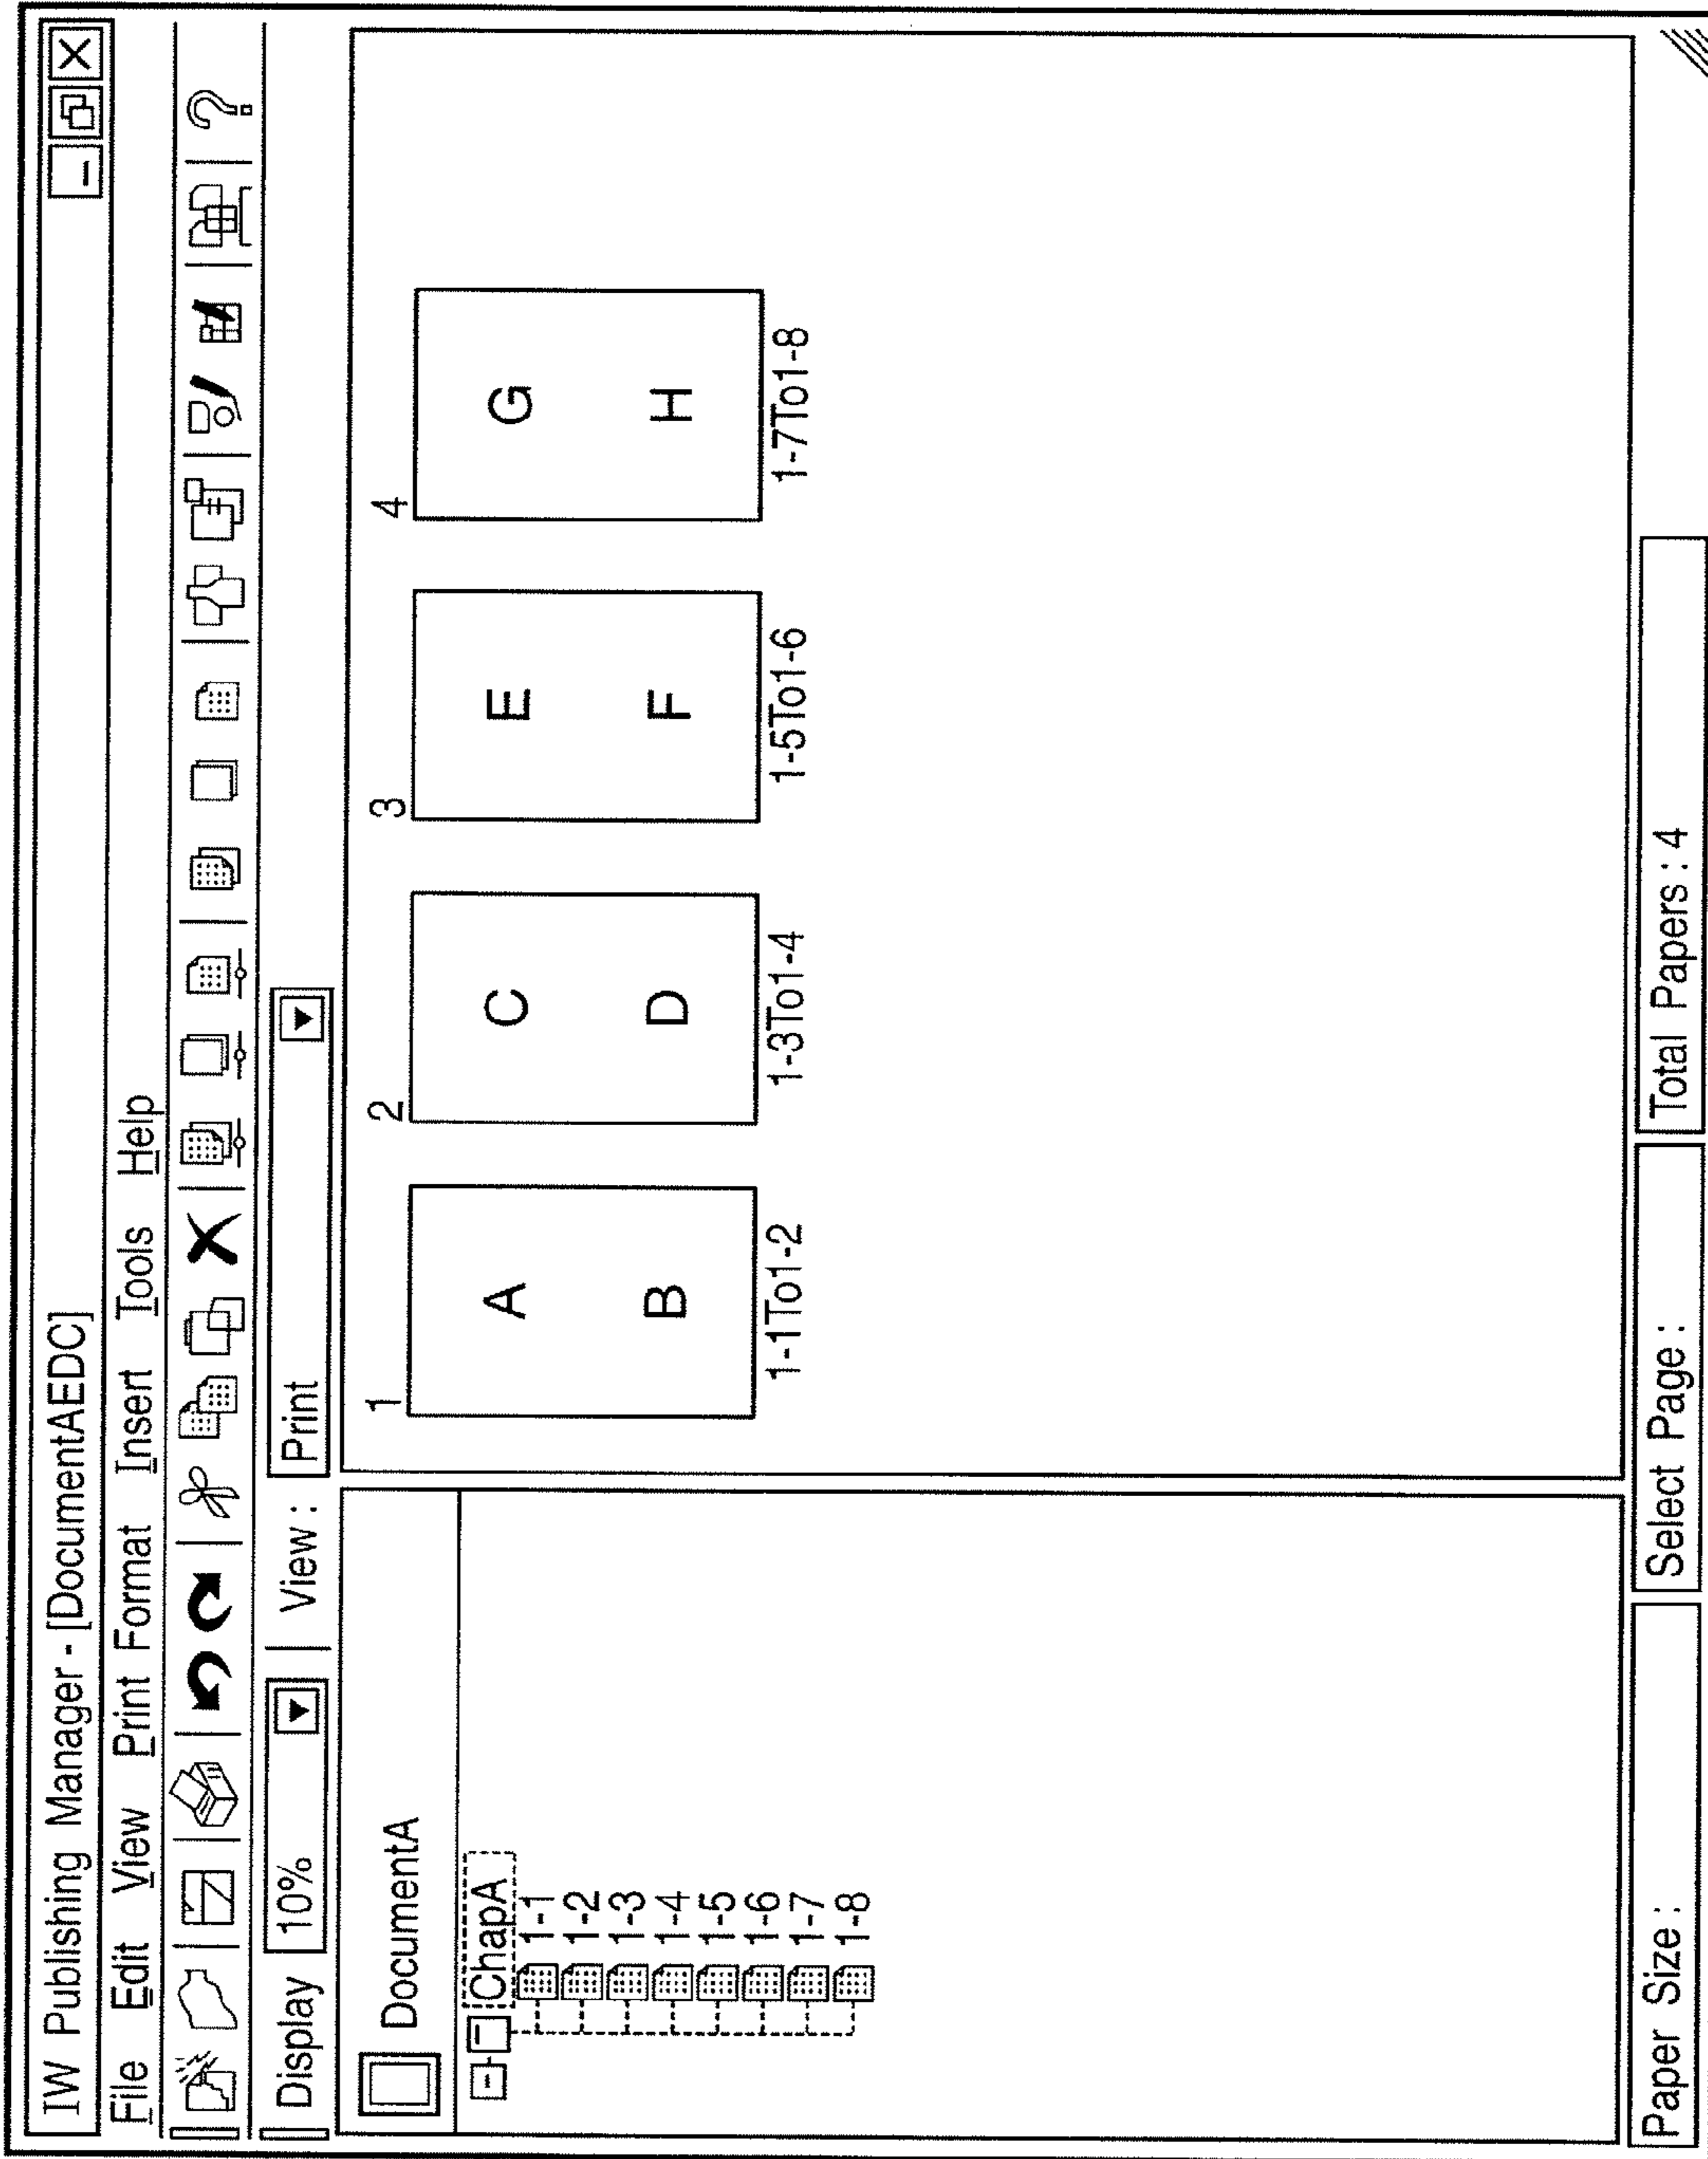 IW Publishing Manager - [DocumentAEDC]
File Edit View Print Format Insert Tools Help
?
Display 10% View : Print
DocumentA
ChapA
1-1
1-2
1-3
1-4
1-5
1-6
1-7
1-8
1 2 3 4
A C E G
B D F H
1-1To1-2 1-3To1-4 1-5To1-6 1-7To1-8
Paper Size : Select Page : Total Papers : 4